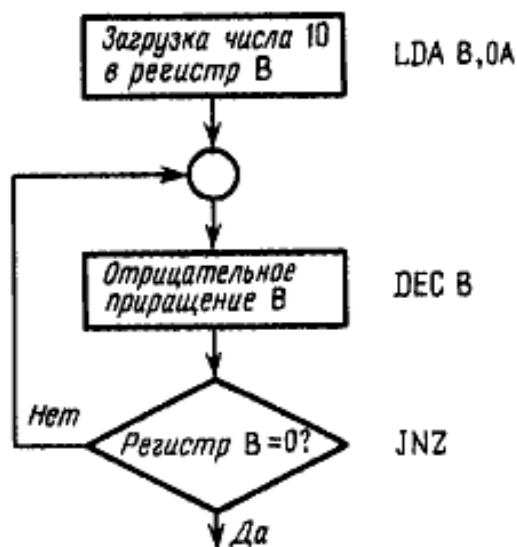 Загрузка числа 10
в регистр B
LDA B,0A
Отрицательное
приращение B
DEC B
Нет
Регистр B=0?
JNZ
Да